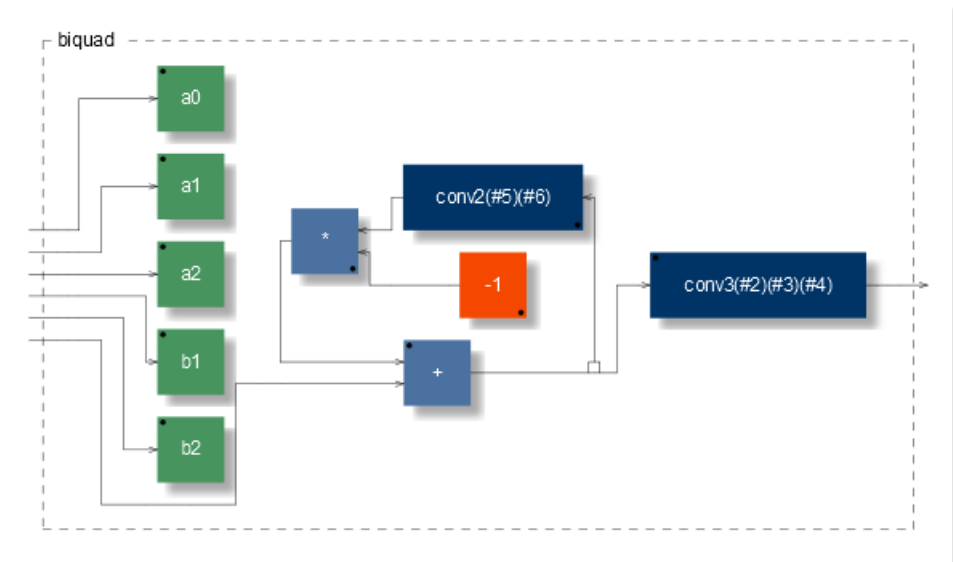 biquad
a0
a1
conv2(#5)(#6)
*
a2
-1
conv3(#2)(#3)(#4)
b1
+
b2